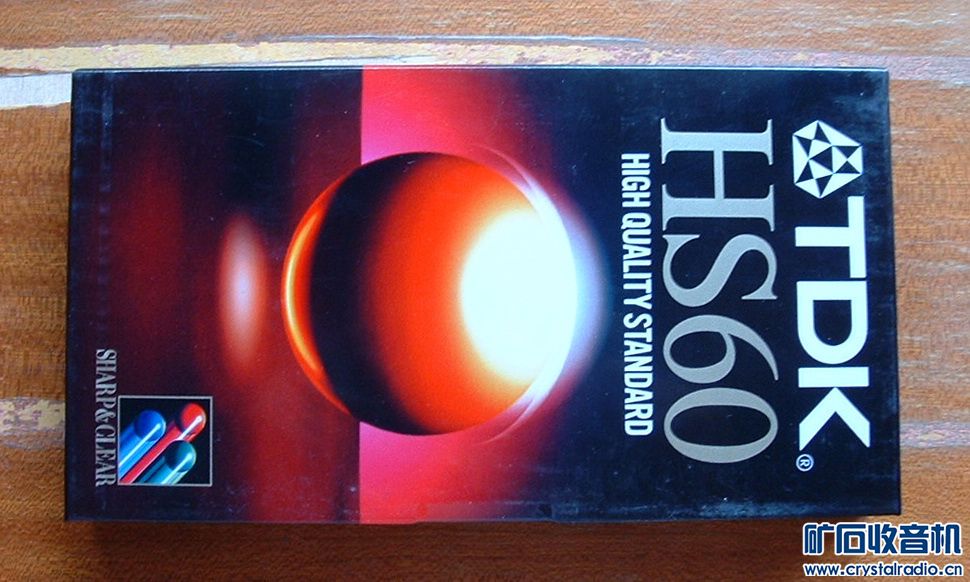 TDK®
HS60
HIGH QUALITY STANDARD
SHARP&CLEAR
矿石收音机
www.crystalradio.cn